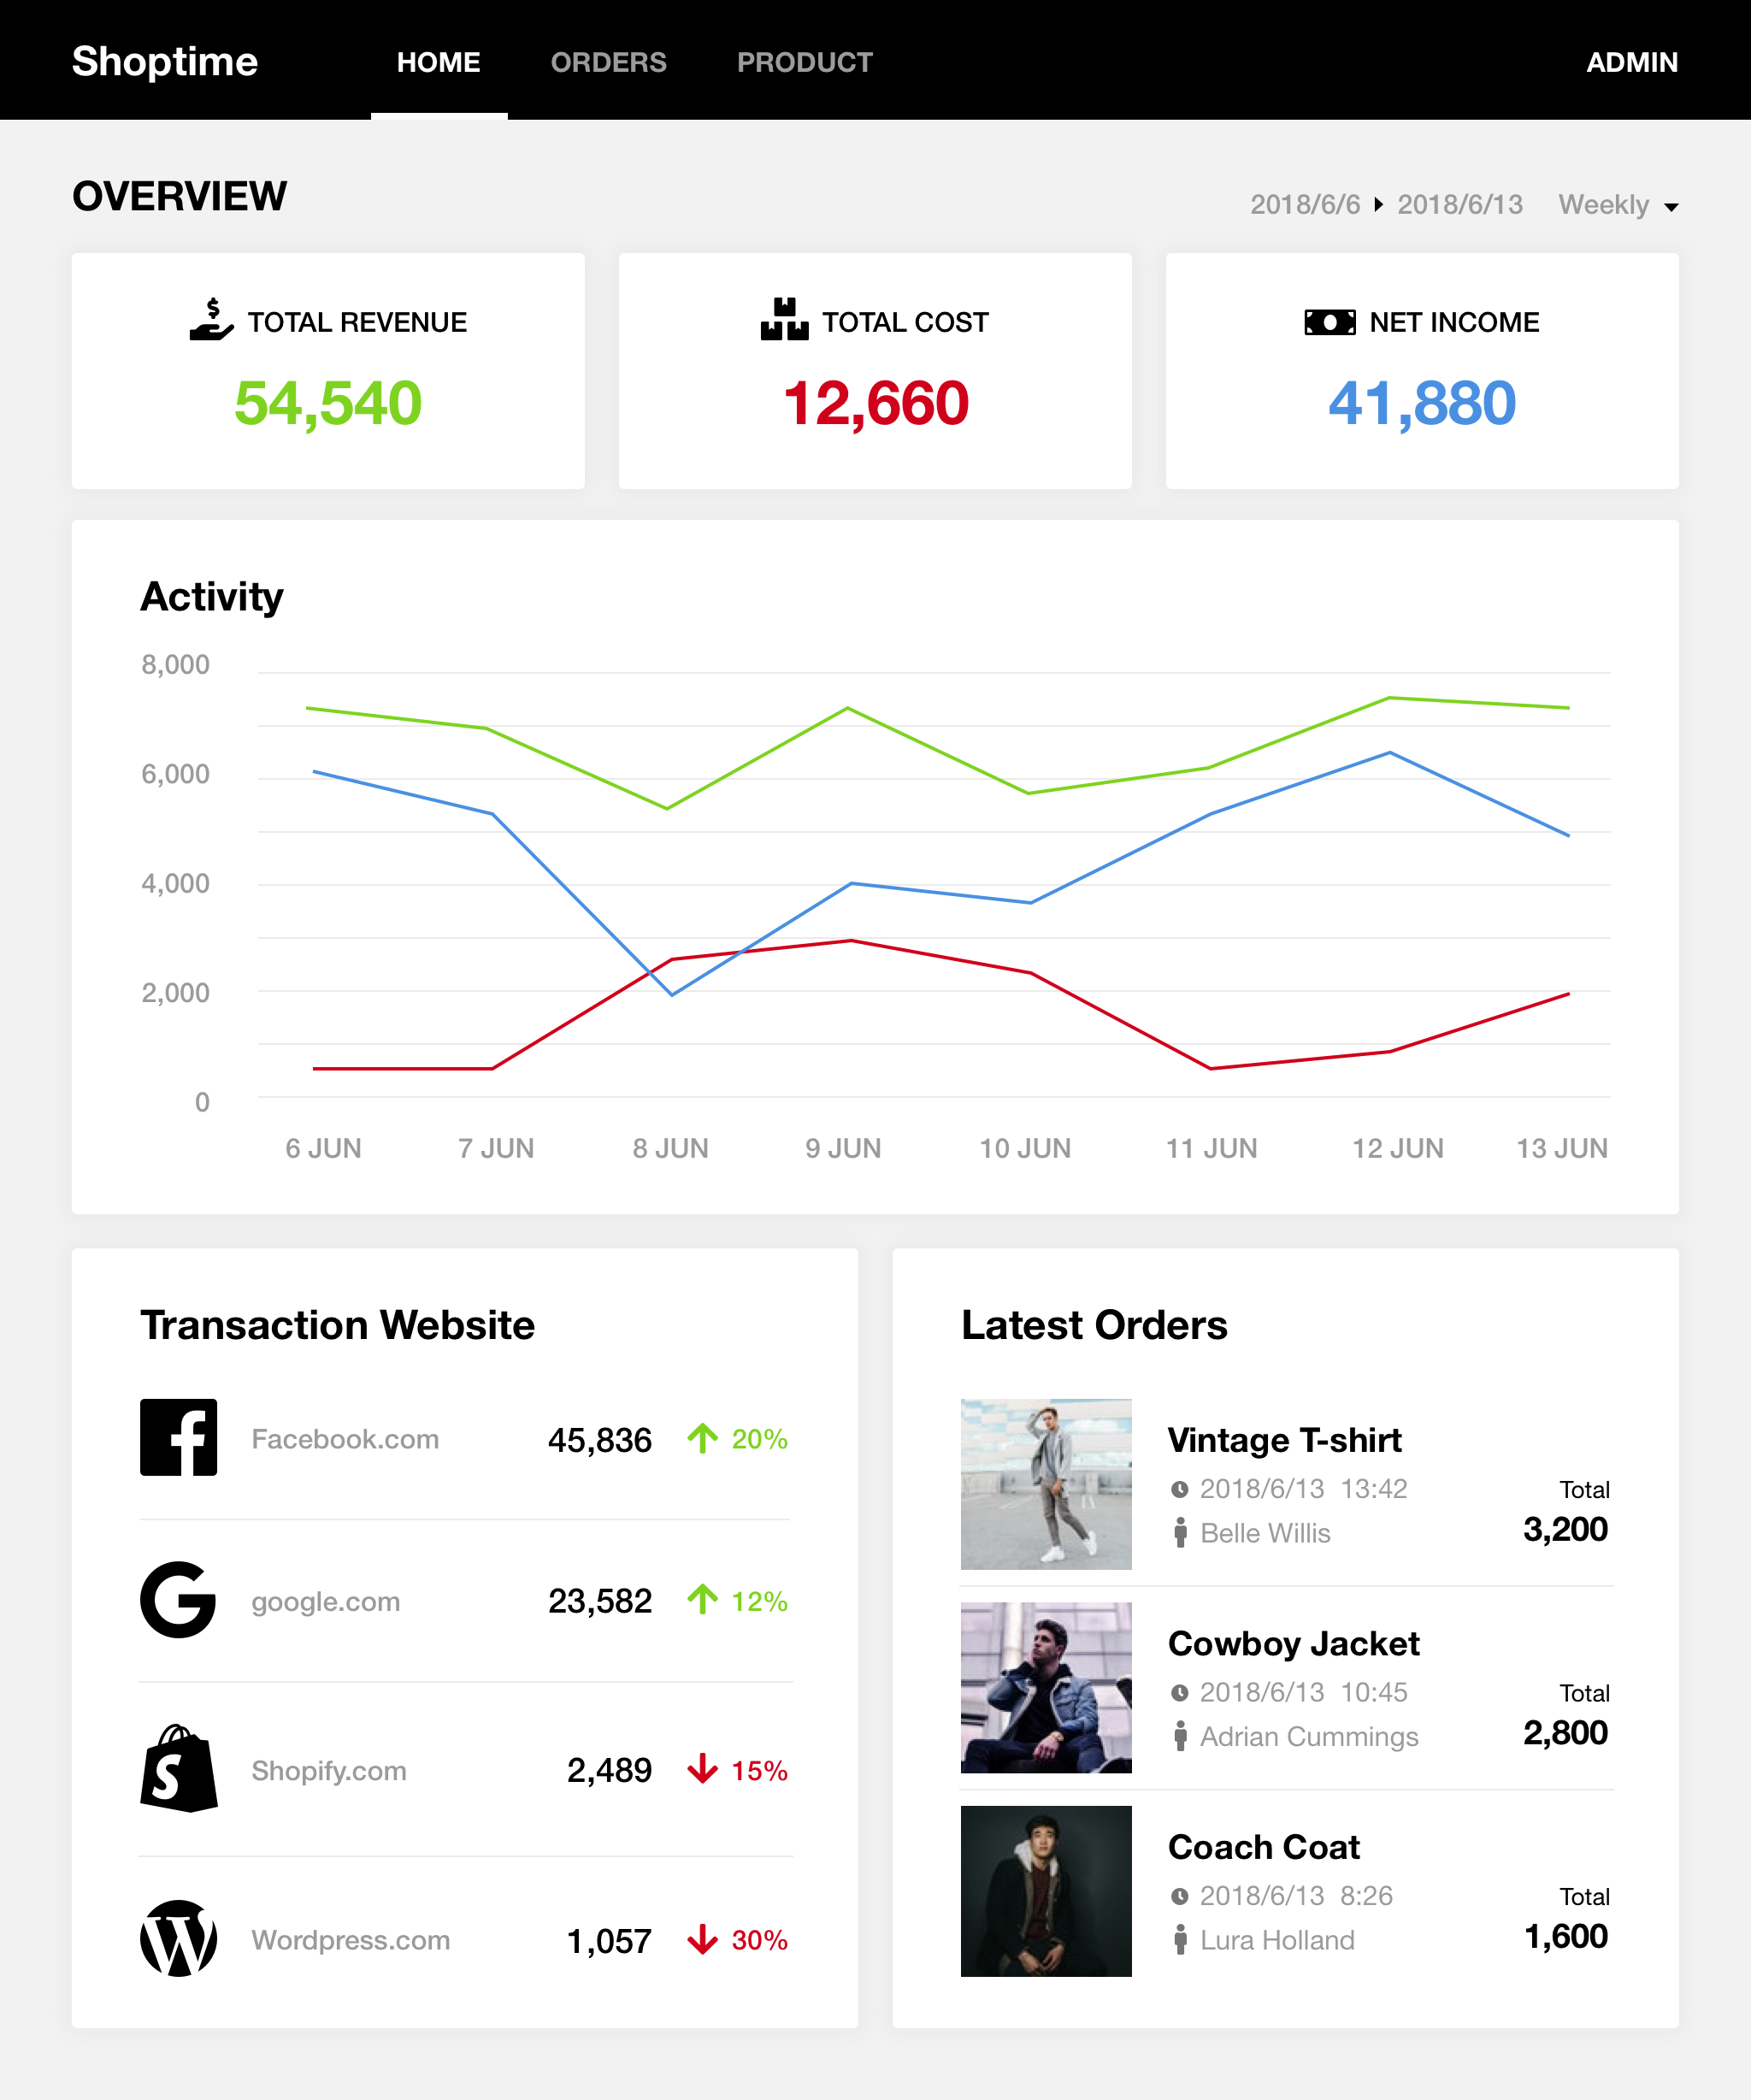 Shoptime HOME ORDERS PRODUCT ADMIN
OVERVIEW
2018/6/6 2018/6/13 Weekly
TOTAL REVENUE
54,540
TOTAL COST
12,660
NET INCOME
41,880
Activity
8,000
6,000
4,000
2,000
0
6 JUN 7 JUN 8 JUN 9 JUN 10 JUN 11 JUN 12 JUN 13 JUN
Transaction Website
Facebook.com 45,836 20%
google.com 23,582 12%
Shopify.com 2,489 15%
Wordpress.com 1,057 30%
Latest Orders
Vintage T-shirt
2018/6/13 13:42
Belle Willis
Total
3,200
Cowboy Jacket
2018/6/13 10:45
Adrian Cummings
Total
2,800
Coach Coat
2018/6/13 8:26
Lura Holland
Total
1,600